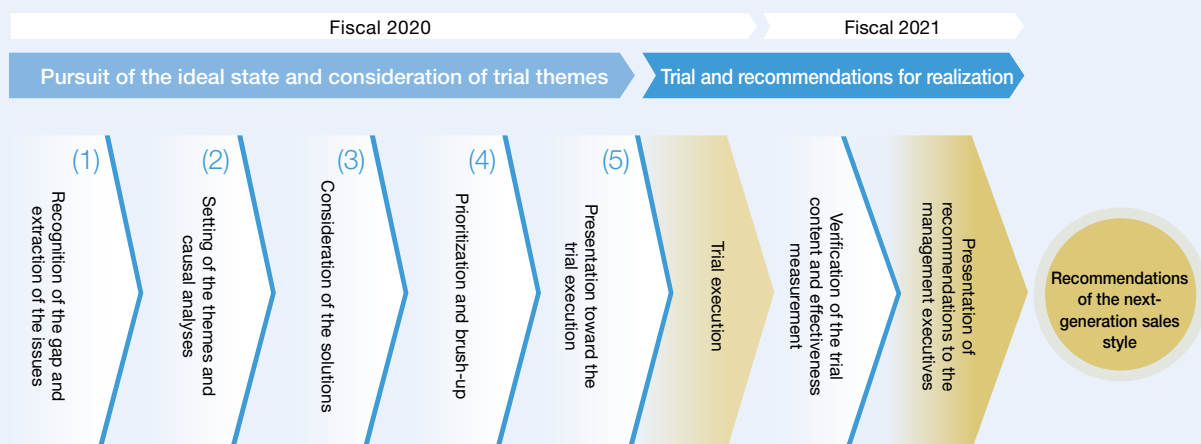 Fiscal 2020
Fiscal 2021
Pursuit of the ideal state and consideration of trial themes
Trial and recommendations for realization
(1)
Recognition of the gap and
extraction of the issues
(2)
Setting of the themes and
causal analyses
(3)
Consideration of the solutions
(4)
Prioritization and brush-up
(5)
Presentation toward the
trial execution
Trial execution
Verification of the trial
content and effectiveness
measurement
Presentation of
recommendations to the
management executives
Recommendations
of the next-
generation sales
style